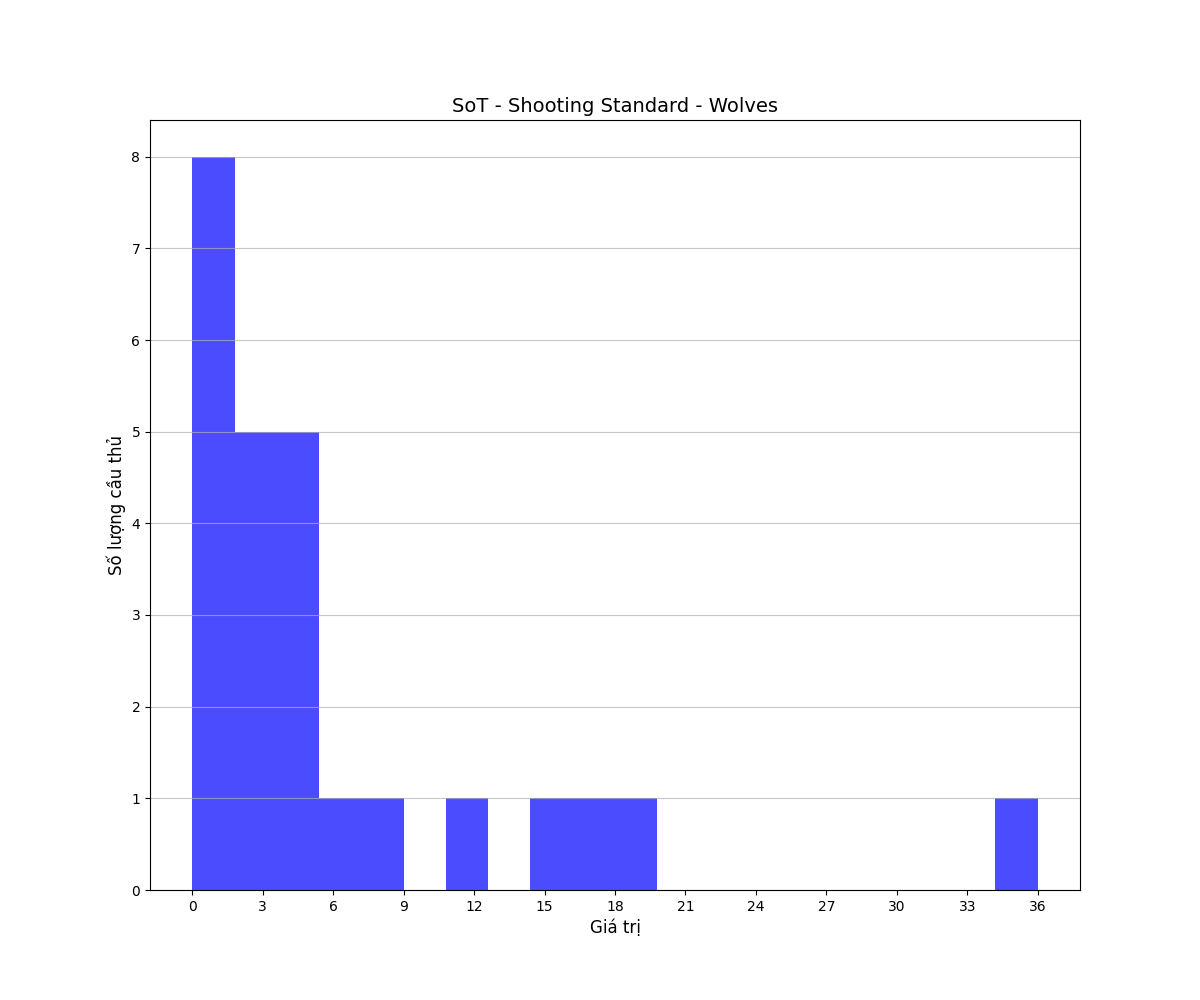 SoT - Shooting Standard - Wolves
8
7
6
5
4
3
2
1
0
Số lượng cầu thủ
0 3 6 9 12 15 18 21 24 27 30 33 36
Giá trị